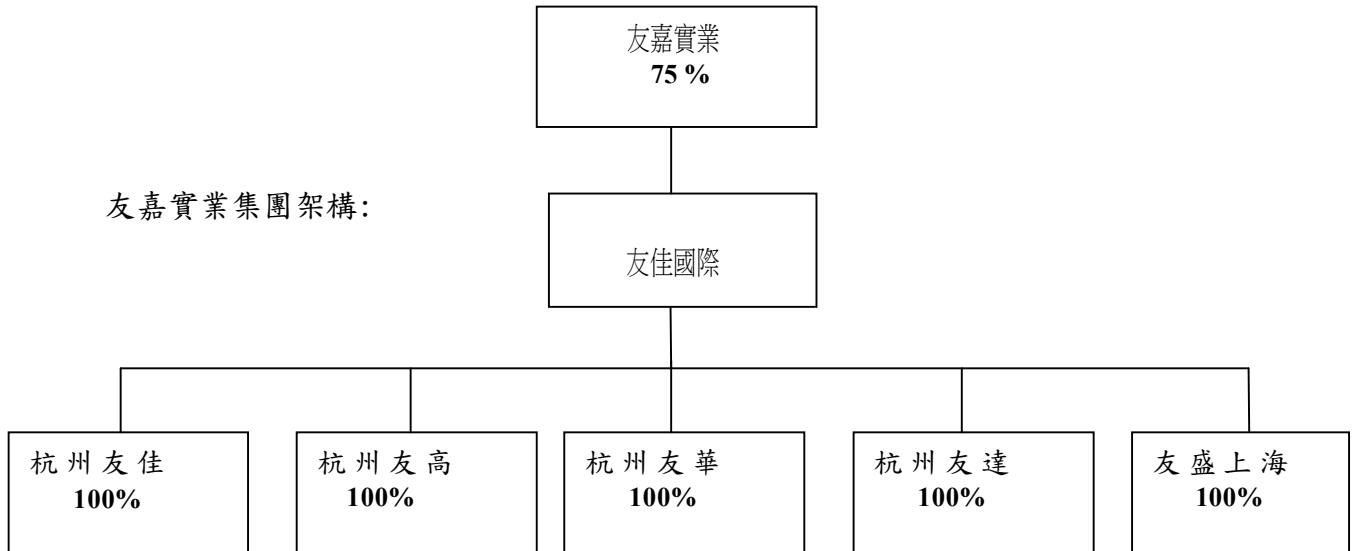 友嘉實業
75 %
友嘉實業集團架構:
友佳國際
杭州友佳
100%
杭州友高
100%
杭州友華
100%
杭州友達
100%
友盛上海
100%